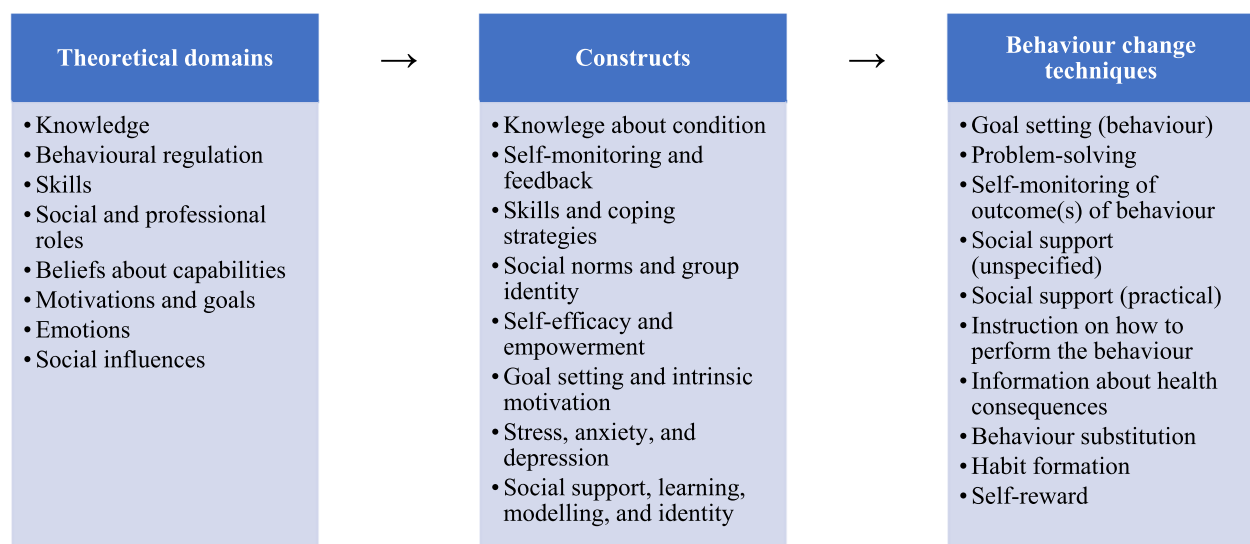 Theoretical domains
→
Constructs
→
Behaviour change
techniques
• Knowledge
• Behavioural regulation
• Skills
• Social and professional
roles
• Beliefs about capabilities
• Motivations and goals
• Emotions
• Social influences
• Knowlege about condition
• Self-monitoring and
feedback
• Skills and coping
strategies
• Social norms and group
identity
• Self-efficacy and
empowerment
• Goal setting and intrinsic
motivation
• Stress, anxiety, and
depression
• Social support, learning,
modelling, and identity
• Goal setting (behaviour)
• Problem-solving
• Self-monitoring of
outcome(s) of behaviour
• Social support
(unspecified)
• Social support (practical)
• Instruction on how to
perform the behaviour
• Information about health
consequences
• Behaviour substitution
• Habit formation
• Self-reward